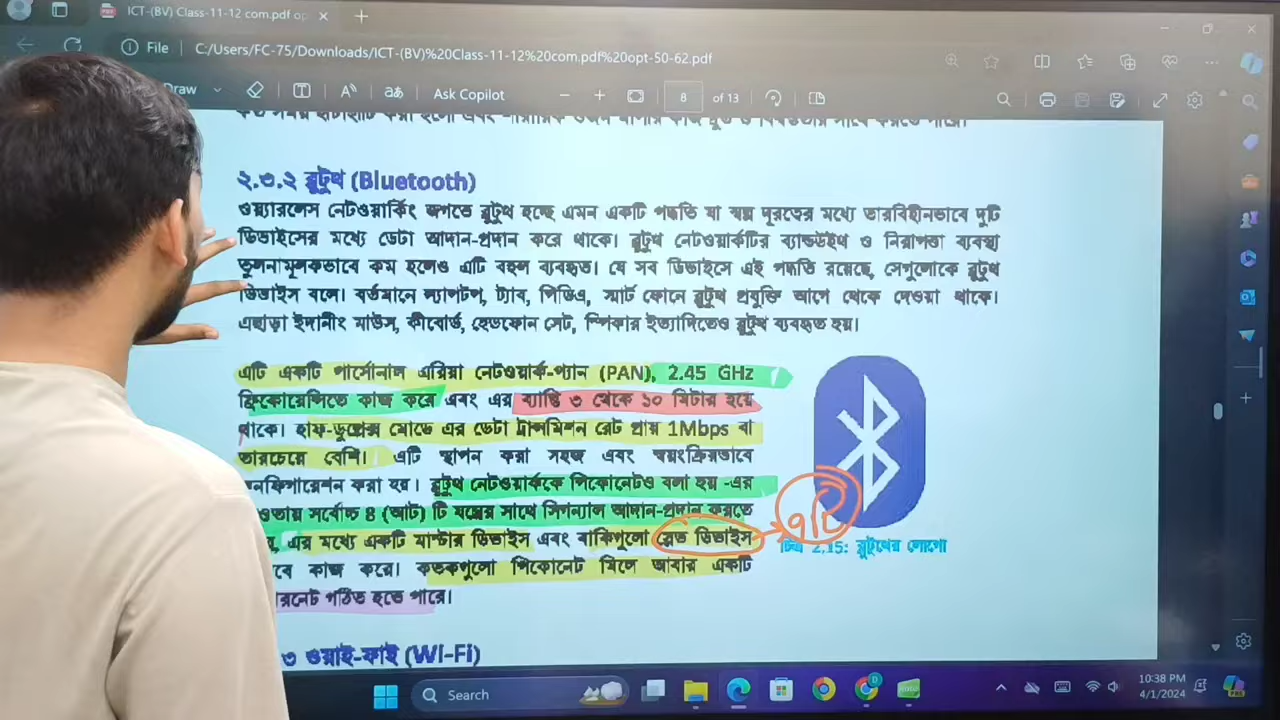 ICT-(BV) Class-11-12 com.pdf op
File
C:/Users/FC-75/Downloads/ICT-(BV)%20Class-11-12%20com.pdf%20opt-50-62.pdf
Draw
Ask Copilot
8 of 13
২.৩.২ ব্লুটুথ (Bluetooth)
ওয়্যারলেস নেটওয়ার্কিং জগতে ব্লুটুথ হচ্ছে এমন একটি পদ্ধতি যা স্বল্প দূরত্বের মধ্যে তারবিহীনভাবে দুটি
ডিভাইসের মধ্যে ডেটা আদান-প্রদান করে থাকে। ব্লুটুথ নেটওয়ার্কটির ব্যান্ডউইথ ও নিরাপত্তা ব্যবস্থা
তুলনামূলকভাবে কম হলেও এটি বহুল ব্যবহৃত। যে সব ডিভাইসে এই পদ্ধতি রয়েছে, সেগুলোকে ব্লুটুথ
ডিভাইস বলে। বর্তমানে ল্যাপটপ, ট্যাব, পিডিএ, স্মার্ট ফোনে ব্লুটুথ প্রযুক্তি আগে থেকে দেওয়া থাকে।
এছাড়া ইদানীং মাউস, কীবোর্ড, হেডফোন সেট, স্পিকার ইত্যাদিতেও ব্লুটুথ ব্যবহৃত হয়।
এটি একটি পার্সোনাল এরিয়া নেটওয়ার্ক-প্যান (PAN), 2.45 GHz
ফ্রিকোয়েন্সিতে কাজ করে এবং এর ব্যাপ্তি ৩ থেকে ১০ মিটার হয়ে
থাকে। হাফ-ডুপ্লেক্স মোডে এর ডেটা ট্রান্সমিশন রেট প্রায় 1Mbps বা
তারচেয়ে বেশি। এটি স্থাপন করা সহজ এবং স্বয়ংক্রিয়ভাবে
কনফিগারেশন করা হয়। ব্লুটুথ নেটওয়ার্ককে পিকোনেটও বলা হয় -এর
সর্বোচ্চ 8 (আট) টি যন্ত্রের সাথে সিগন্যাল আদান-প্রদান করতে
এর মধ্যে একটি মাস্টার ডিভাইস এবং বাকিগুলো স্লেভ ডিভাইস
কাজ করে। কতকগুলো পিকোনেট মিলে আবার একটি
গঠিত হতে পারে।
৭টি
চিত্র 2.15: ব্লুটুথের লোগো
৩ ওয়াই-ফাই (Wi-Fi)
Search
10:38 PM
4/1/2024